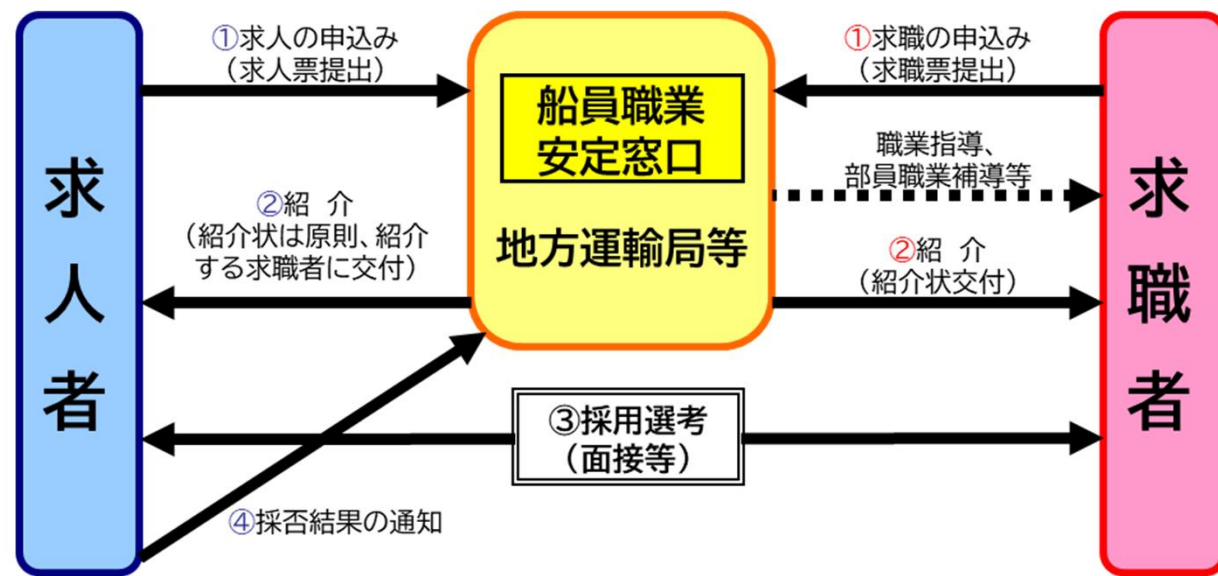 求人者
①求人の申込み
（求人票提出）
②紹　介
（紹介状は原則、紹介
する求職者に交付）
船員職業
安定窓口
地方運輸局等
①求職の申込み
（求職票提出）
職業指導、
部員職業補導等
②紹　介
（紹介状交付）
求職者
③採用選考
（面接等）
④採否結果の通知